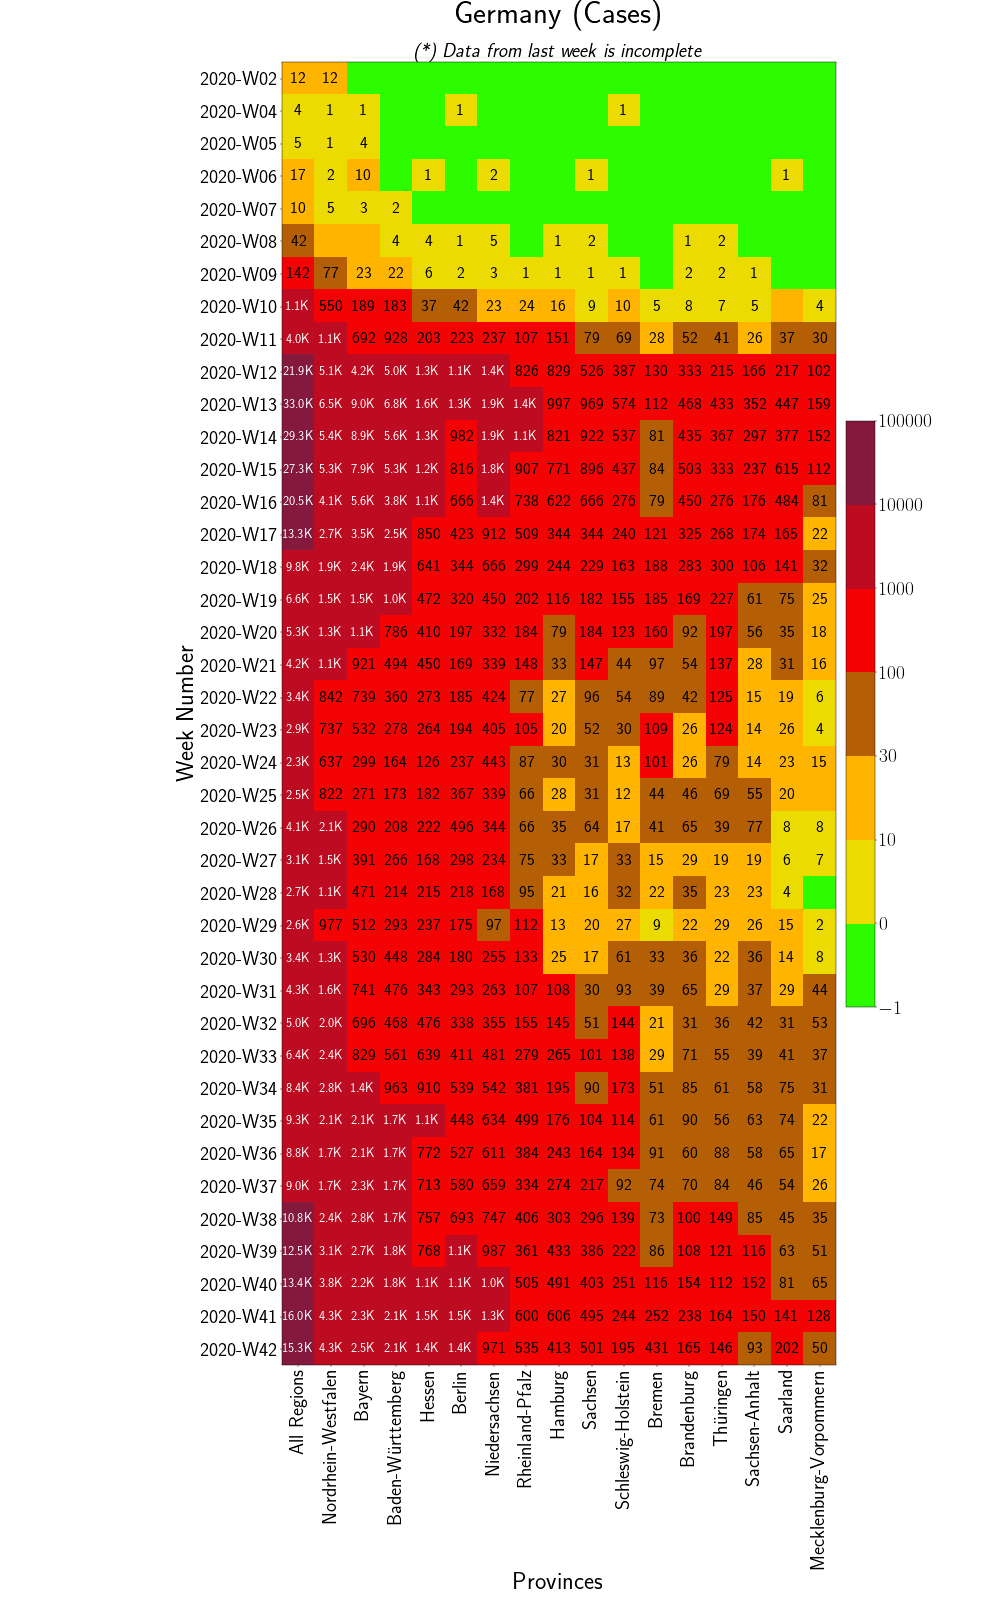 Germany (Cases)
(*) Data from last week is incomplete
2020-W02 12 12
2020-W04 4 1 1 1 1
2020-W05 5 1 4
2020-W06 17 2 10 1 2 1 1
2020-W07 10 5 3 2
2020-W08 42 4 4 1 5 1 2 1 2
2020-W09 142 77 23 22 6 2 3 1 1 1 1 2 2 1
2020-W10 1.1K 550 189 183 37 42 23 24 16 9 10 5 8 7 5 4
2020-W11 4.0K 1.1K 692 928 203 223 237 107 151 79 69 28 52 41 26 37 30
2020-W12 21.9K 5.1K 4.2K 5.0K 1.3K 1.1K 1.4K 826 829 526 387 130 333 215 166 217 102
2020-W13 33.0K 6.5K 9.0K 6.8K 1.6K 1.3K 1.9K 1.4K 997 969 574 112 468 433 352 447 159
2020-W14 29.3K 5.4K 8.9K 5.6K 1.3K 982 1.9K 1.1K 821 922 537 81 435 367 297 377 152
2020-W15 27.3K 5.3K 7.9K 5.3K 1.2K 816 1.8K 907 771 896 437 84 503 333 237 615 112
2020-W16 20.5K 4.1K 5.6K 3.8K 1.1K 666 1.4K 738 622 666 276 79 450 276 176 484 81
2020-W17 13.3K 2.7K 3.5K 2.5K 850 423 912 509 344 344 240 121 325 268 174 165 22
2020-W18 9.8K 1.9K 2.4K 1.9K 641 344 666 299 244 229 163 188 283 300 106 141 32
2020-W19 6.6K 1.5K 1.5K 1.0K 472 320 450 202 116 182 155 185 169 227 61 75 25
2020-W20 5.3K 1.3K 1.1K 786 410 197 332 184 79 184 123 160 92 197 56 35 18
2020-W21 4.2K 1.1K 921 494 450 169 339 148 33 147 44 97 54 137 28 31 16
2020-W22 3.4K 842 739 360 273 185 424 77 27 96 54 89 42 125 15 19 6
2020-W23 2.9K 737 532 278 264 194 405 105 20 52 30 109 26 124 14 26 4
2020-W24 2.3K 637 299 164 126 237 443 87 30 31 13 101 26 79 14 23 15
2020-W25 2.5K 822 271 173 182 367 339 66 28 31 12 44 46 69 55 20
2020-W26 4.1K 2.1K 290 208 222 496 344 66 35 64 17 41 65 39 77 8 8
2020-W27 3.1K 1.5K 391 266 168 298 234 75 33 17 33 15 29 19 19 6 7
2020-W28 2.7K 1.1K 471 214 215 218 168 95 21 16 32 22 35 23 23 4
2020-W29 2.6K 977 512 293 237 175 97 112 13 20 27 9 22 29 26 15 2
2020-W30 3.4K 1.3K 530 448 284 180 255 133 25 17 61 33 36 22 36 14 8
2020-W31 4.3K 1.6K 741 476 343 293 263 107 108 30 93 39 65 29 37 29 44
2020-W32 5.0K 2.0K 696 468 476 338 355 155 145 51 144 21 31 36 42 31 53
2020-W33 6.4K 2.4K 829 561 639 411 481 279 265 101 138 29 71 55 39 41 37
2020-W34 8.4K 2.8K 1.4K 963 910 539 542 381 195 90 173 51 85 61 58 75 31
2020-W35 9.3K 2.1K 2.1K 1.7K 1.1K 448 634 499 176 104 114 61 90 56 63 74 22
2020-W36 8.8K 1.7K 2.1K 1.7K 772 527 611 384 243 164 134 91 60 88 58 65 17
2020-W37 9.0K 1.7K 2.3K 1.7K 713 580 659 334 274 217 92 74 70 84 46 54 26
2020-W38 10.8K 2.4K 2.8K 1.7K 757 693 747 406 303 296 139 73 100 149 85 45 35
2020-W39 12.5K 3.1K 2.7K 1.8K 768 1.1K 987 361 433 386 222 86 108 121 116 63 51
2020-W40 13.4K 3.8K 2.2K 1.8K 1.1K 1.1K 1.0K 505 491 403 251 116 154 112 152 81 65
2020-W41 16.0K 4.3K 2.3K 2.1K 1.5K 1.5K 1.3K 600 606 495 244 252 238 164 150 141 128
2020-W42 15.3K 4.3K 2.5K 2.1K 1.4K 1.4K 971 535 413 501 195 431 165 146 93 202 50
Week Number
100000
10000
1000
100
30
10
0
−1
All Regions
Nordrhein-Westfalen
Bayern
Baden-Württemberg
Hessen
Berlin
Niedersachsen
Rheinland-Pfalz
Hamburg
Sachsen
Schleswig-Holstein
Bremen
Brandenburg
Thüringen
Sachsen-Anhalt
Saarland
Mecklenburg-Vorpommern
Provinces